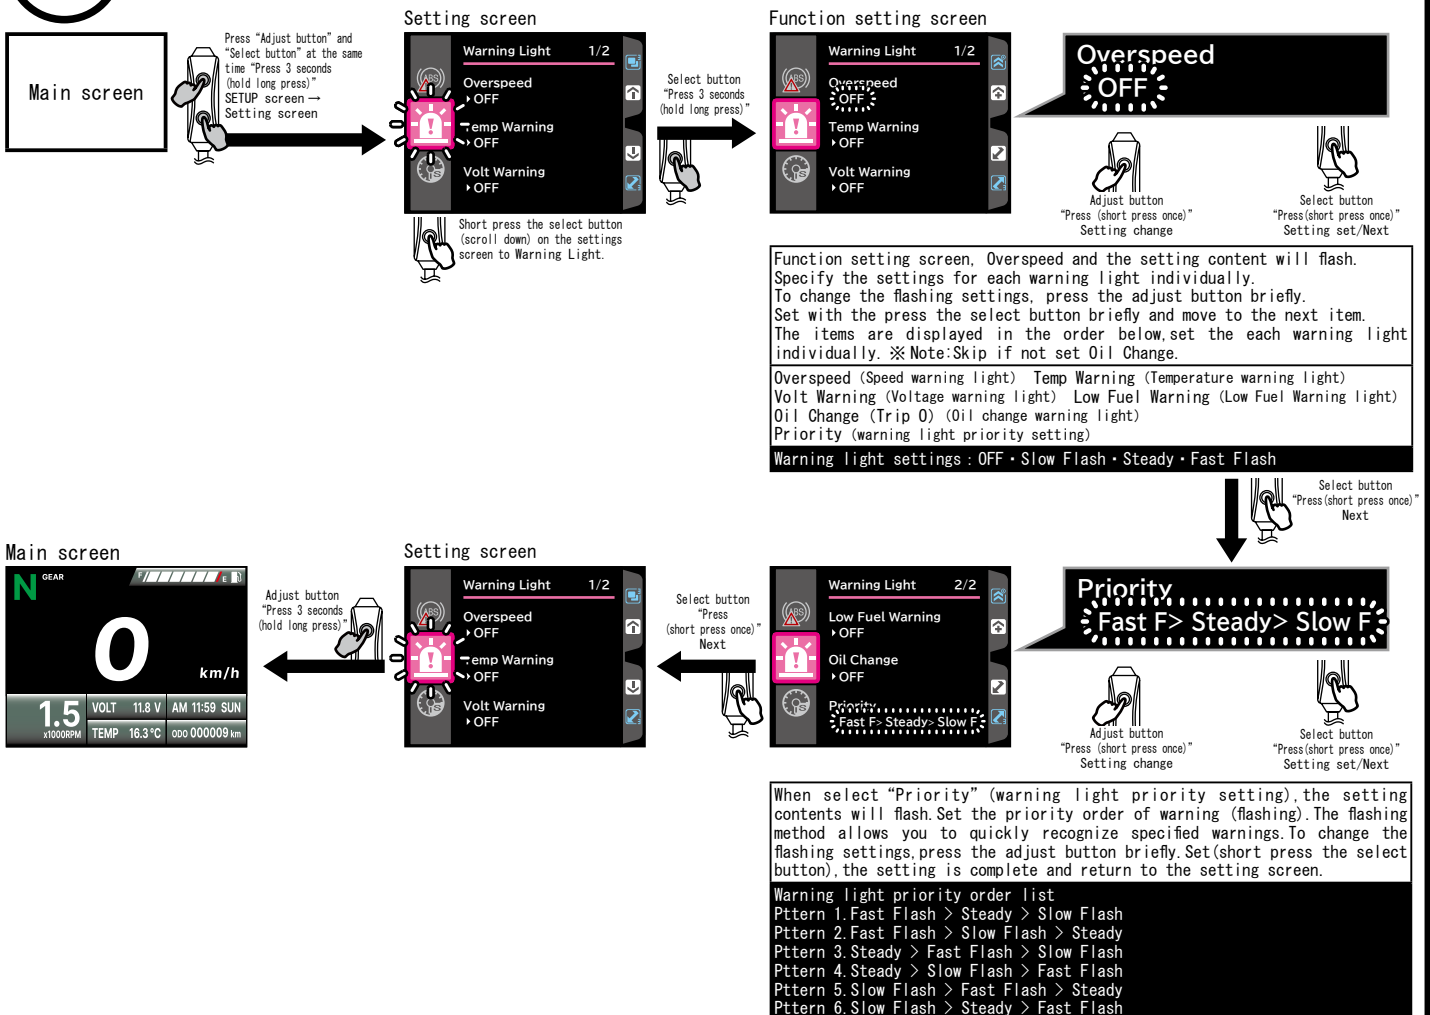 Setting screen
Function setting screen
Main screen
Press “Adjust button” and
“Select button” at the same
time “Press 3 seconds
(hold long press)”
SETUP screen →
Setting screen
Warning Light 1/2
ABS
Overspeed
OFF
Temp Warning
OFF
Volt Warning
OFF
S
Short press the select button
(scroll down) on the settings
screen to Warning Light.
Select button
“Press 3 seconds
(hold long press)”
Warning Light 1/2
ABS
Overspeed
OFF
Temp Warning
OFF
Volt Warning
OFF
S
Overspeed
OFF
Adjust button
“Press (short press once)”
Setting change
Select button
“Press(short press once)”
Setting set/Next
Function setting screen, Overspeed and the setting content will flash.
Specify the settings for each warning light individually.
To change the flashing settings, press the adjust button briefly.
Set with the press the select button briefly and move to the next item.
The items are displayed in the order below,set the each warning light
individually. ※Note:Skip if not set Oil Change.
Overspeed (Speed warning light) Temp Warning (Temperature warning light)
Volt Warning (Voltage warning light) Low Fuel Warning (Low Fuel Warning light)
Oil Change (Trip O) (Oil change warning light)
Priority (warning light priority setting)
Warning light settings：OFF・Slow Flash・Steady・Fast Flash
Select button
“Press(short press once)”
Next
Main screen
N GEAR F E
0
km/h
1.5
x1000RPM
VOLT 11.8 V AM 11:59 SUN
TEMP 16.3°C ODO 000009 km
Adjust button
“Press 3 seconds
(hold long press)”
Setting screen
Warning Light 1/2
ABS
Overspeed
OFF
Temp Warning
OFF
Volt Warning
OFF
S
Select button
“Press
(short press once)”
Next
Warning Light 2/2
ABS
Low Fuel Warning
OFF
Oil Change
OFF
Priority
Fast F> Steady> Slow F
S
Priority
Fast F> Steady> Slow F
Adjust button
“Press (short press once)”
Setting change
Select button
“Press(short press once)”
Setting set/Next
When select “Priority” (warning light priority setting),the setting
contents will flash.Set the priority order of warning (flashing).The flashing
method allows you to quickly recognize specified warnings.To change the
flashing settings,press the adjust button briefly.Set(short press the select
button),the setting is complete and return to the setting screen.
Warning light priority order list
Pttern 1.Fast Flash > Steady > Slow Flash
Pttern 2.Fast Flash > Slow Flash > Steady
Pttern 3.Steady > Fast Flash > Slow Flash
Pttern 4.Steady > Slow Flash > Fast Flash
Pttern 5.Slow Flash > Fast Flash > Steady
Pttern 6.Slow Flash > Steady > Fast Flash